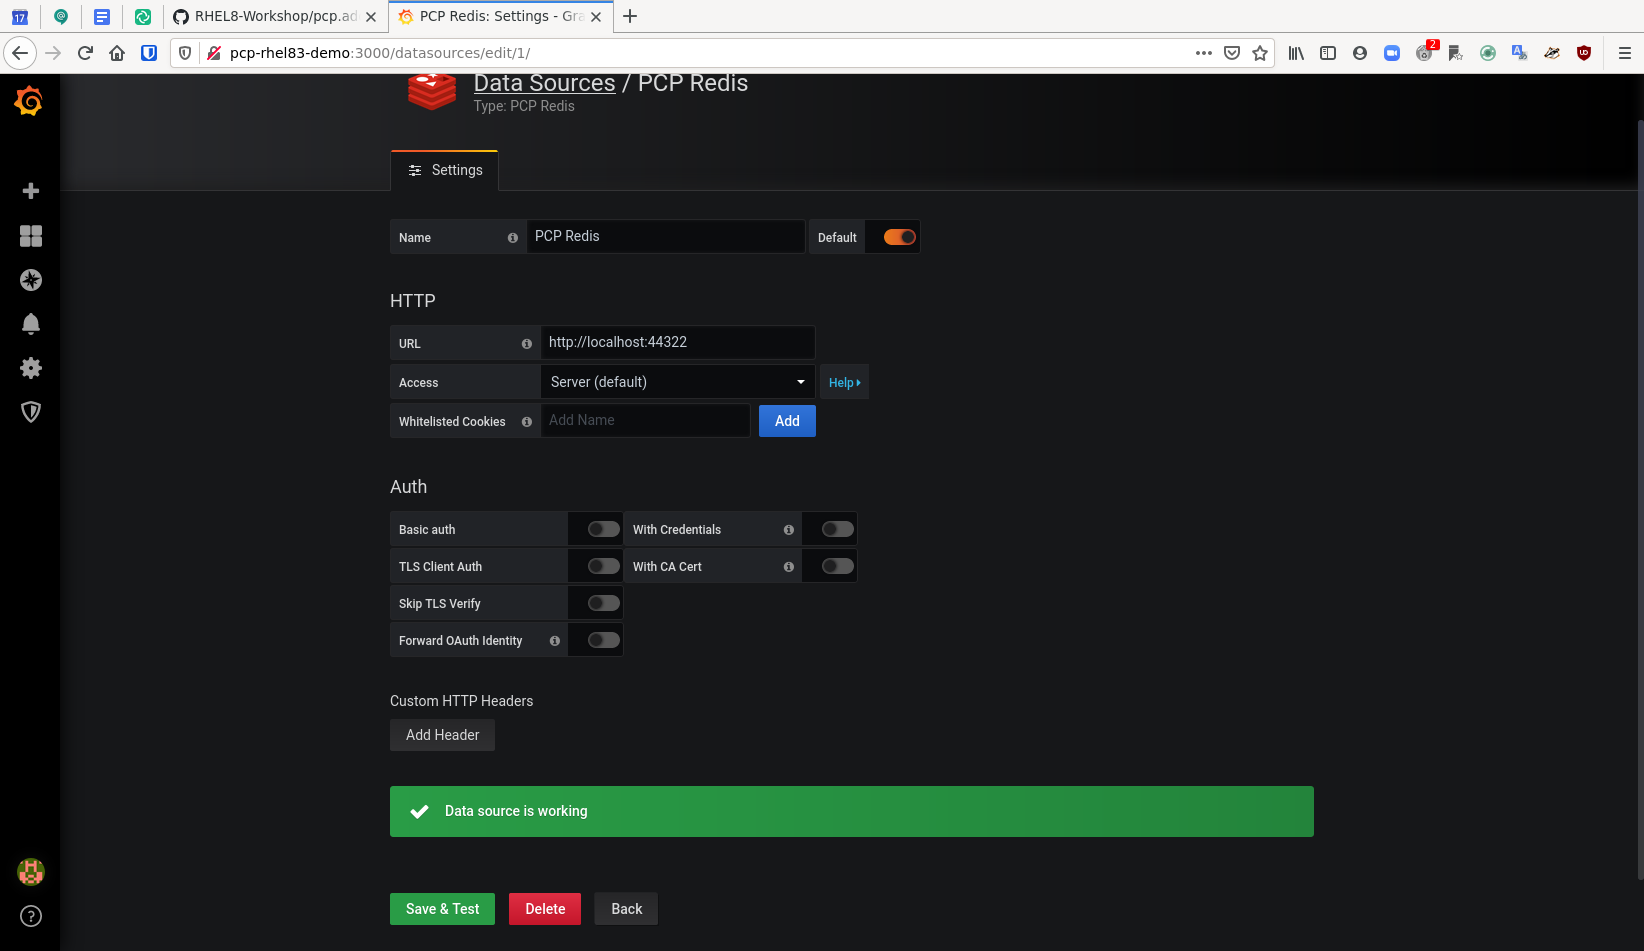 17
RHEL8-Workshop/pcp.ad
PCP Redis: Settings - Gra
pcp-rhel83-demo:3000/datasources/edit/1/
2
Data Sources / PCP Redis
Type: PCP Redis
Settings
Name
PCP Redis
Default
HTTP
URL
http://localhost:44322
Access
Server (default)
Help
Whitelisted Cookies
Add Name
Add
Auth
Basic auth
With Credentials
TLS Client Auth
With CA Cert
Skip TLS Verify
Forward OAuth Identity
Custom HTTP Headers
Add Header
Data source is working
Save & Test
Delete
Back